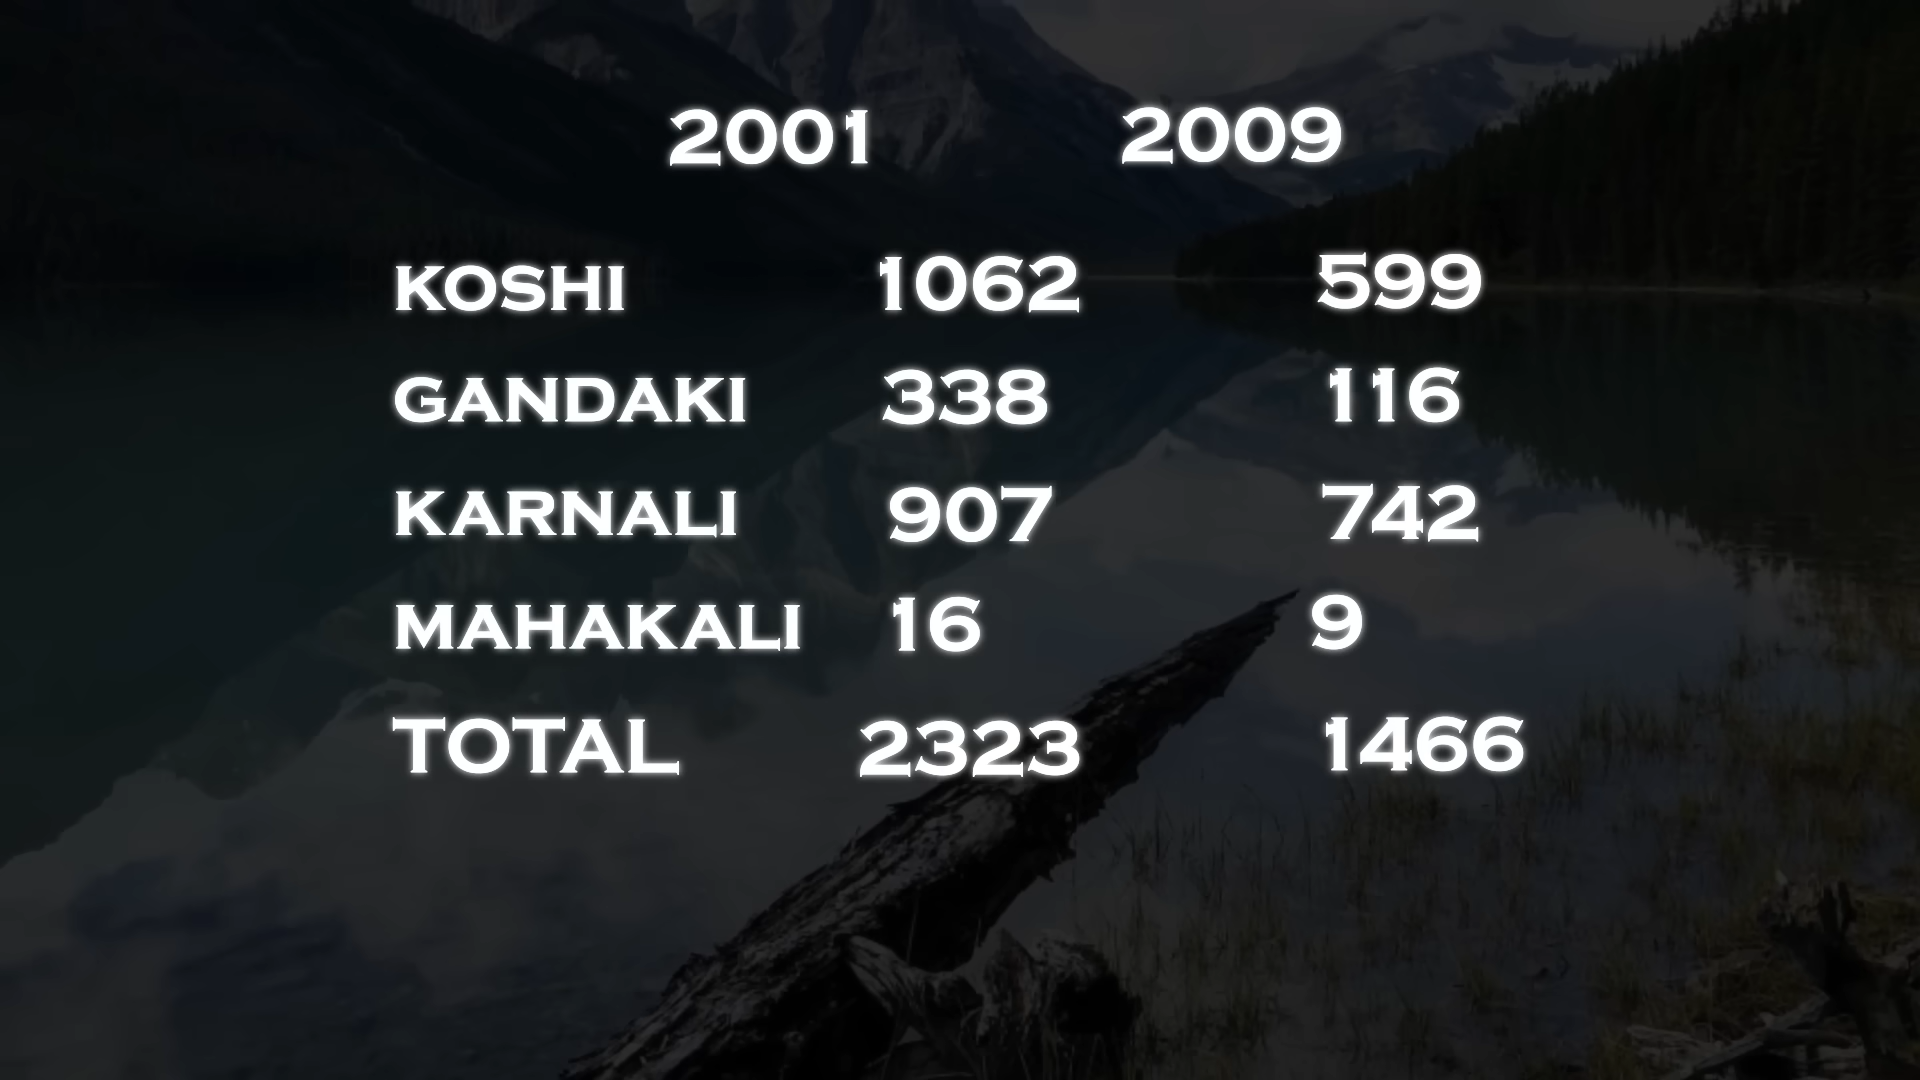 2001 2009
KOSHI 1062 599
GANDAKI 338 116
KARNALI 907 742
MAHAKALI 16 9
TOTAL 2323 1466